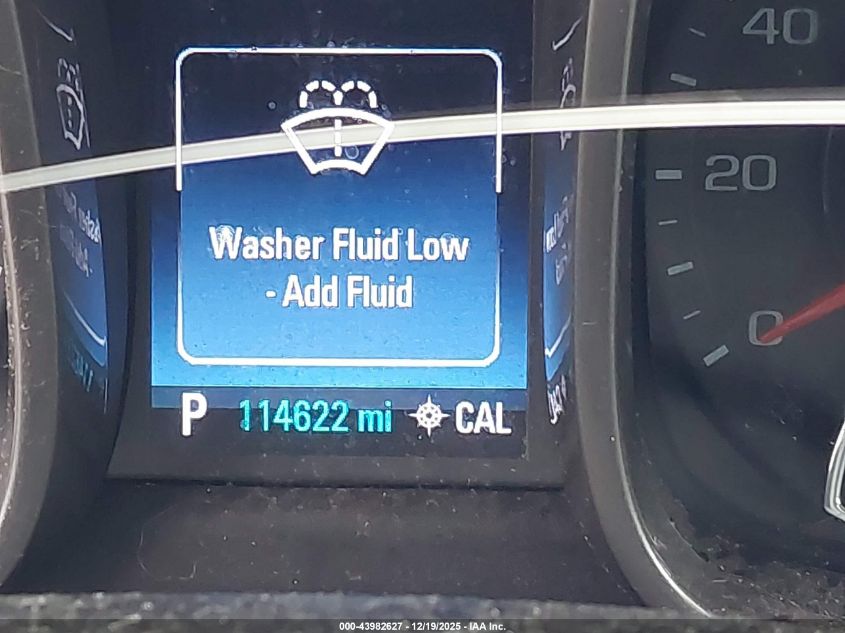 40
20
Washer Fluid Low
- Add Fluid
0
P 114622 mi CAL
000-43982627 - 12/19/2025 - IAA Inc.